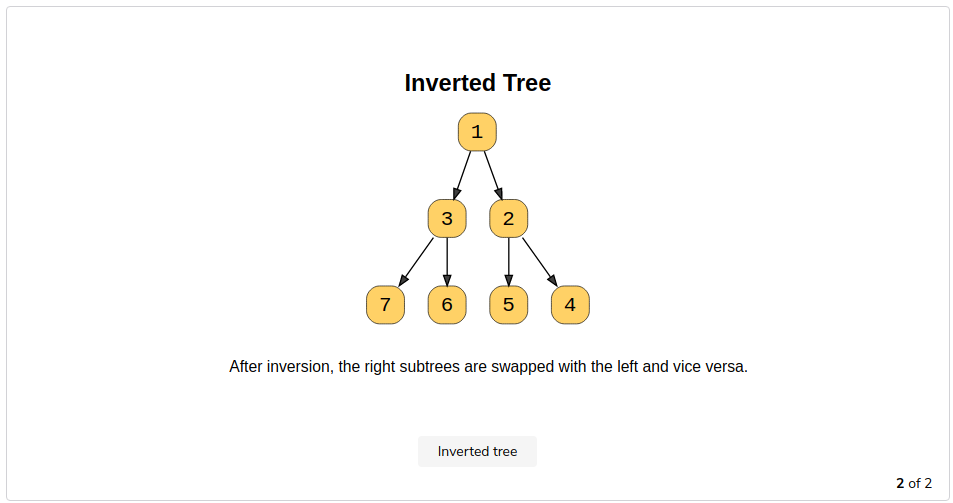 Inverted Tree
1
3 2
7 6 5 4
After inversion, the right subtrees are swapped with the left and vice versa.
Inverted tree
2 of 2